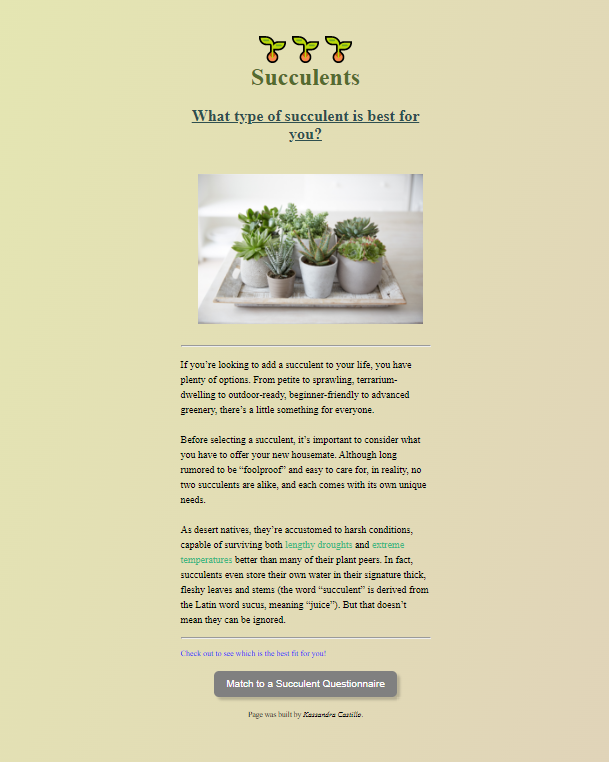 Succulents
What type of succulent is best for
you?
If you’re looking to add a succulent to your life, you have
plenty of options. From petite to sprawling, terrarium-
dwelling to outdoor-ready, beginner-friendly to advanced
greenery, there’s a little something for everyone.
Before selecting a succulent, it’s important to consider what
you have to offer your new housemate. Although long
rumored to be “foolproof” and easy to care for, in reality, no
two succulents are alike, and each comes with its own unique
needs.
As desert natives, they’re accustomed to harsh conditions,
capable of surviving both lengthy droughts and extreme
temperatures better than many of their plant peers. In fact,
succulents even store their own water in their signature thick,
fleshy leaves and stems (the word “succulent” is derived from
the Latin word sucus, meaning “juice”). But that doesn’t
mean they can be ignored.
Check out to see which is the best fit for you!
Match to a Succulent Questionnaire
Page was built by Kassandra Castillo.